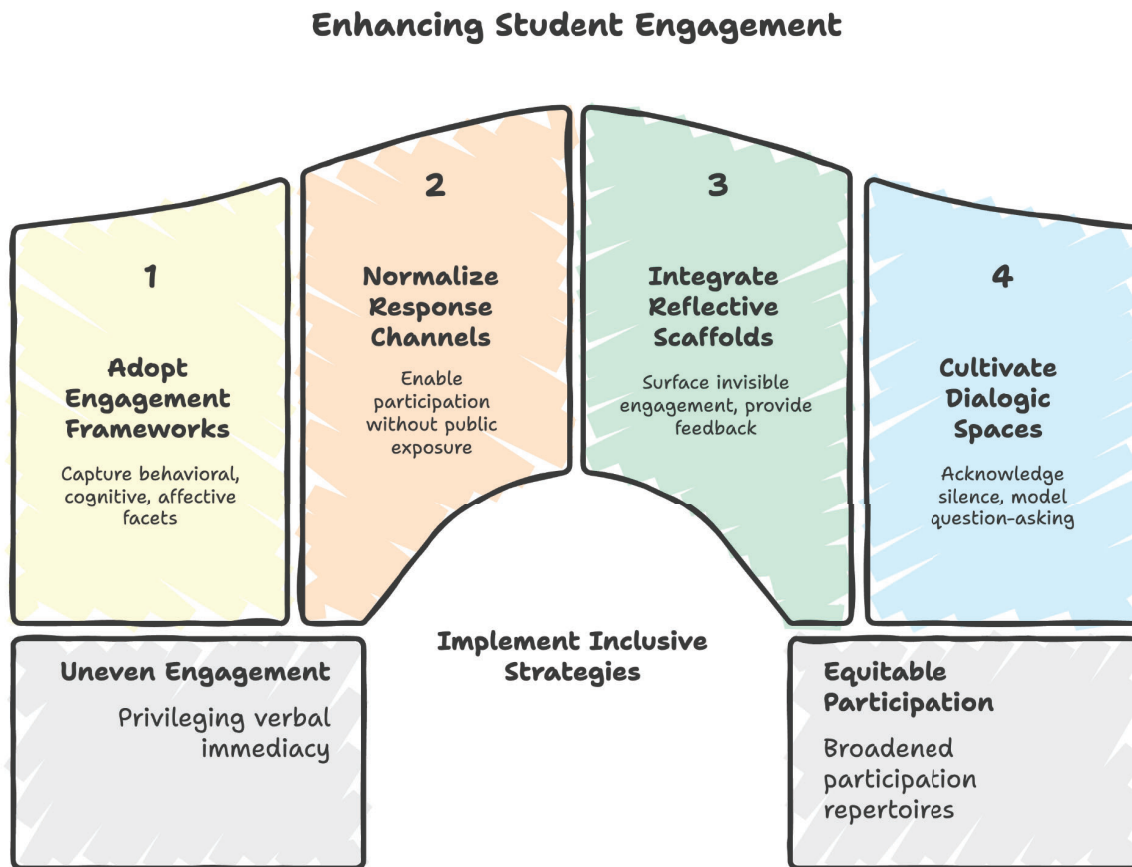 Enhancing Student Engagement
1
Adopt
Engagement
Frameworks
Capture behavioral,
cognitive, affective
facets
2
Normalize
Response
Channels
Enable
participation
without public
exposure
3
Integrate
Reflective
Scaffolds
Surface invisible
engagement, provide
feedback
4
Cultivate
Dialogic
Spaces
Acknowledge
silence, model
question-asking
Uneven Engagement
Privileging verbal
immediacy
Implement Inclusive
Strategies
Equitable
Participation
Broadened
participation
repertoires